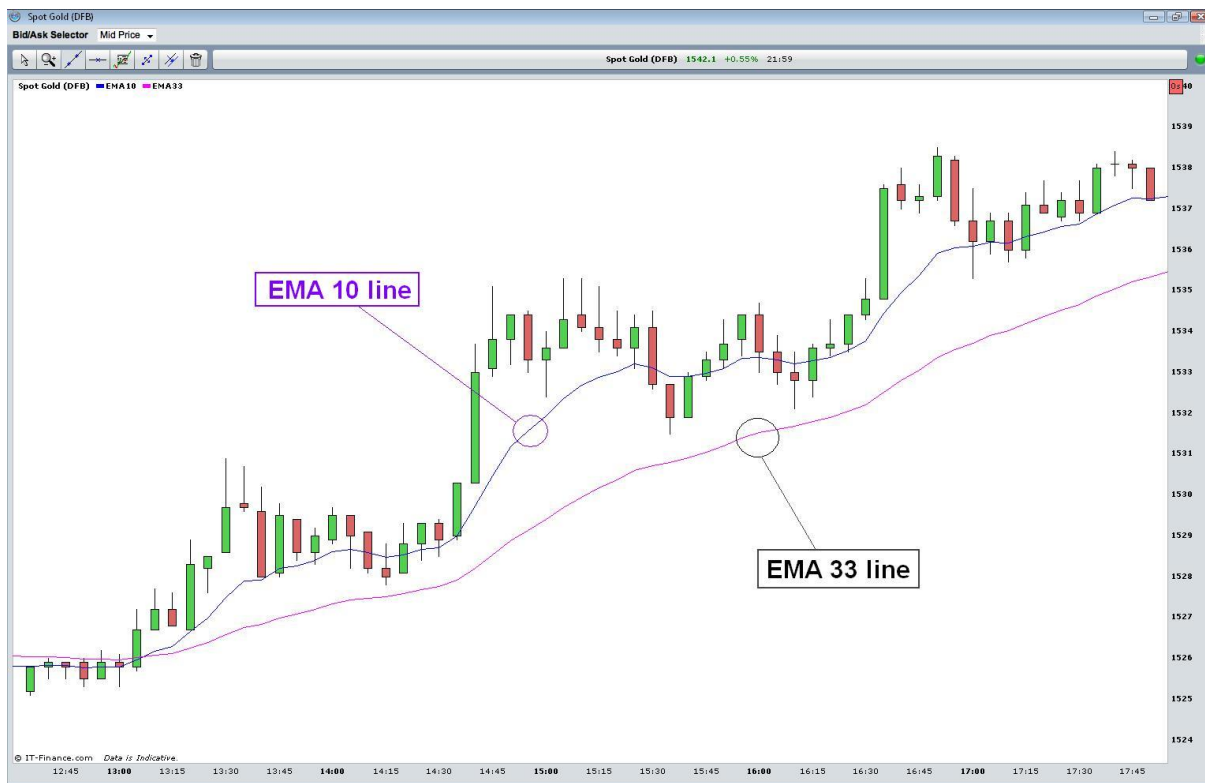 Spot Gold (DFB)
Bid/Ask Selector Mid Price
Spot Gold (DFB) 1542.1 +0.55% 21:59
Spot Gold (DFB) EMA10 EMA33
40
1539
1538
1537
1536
1535
1534
1533
1532
1531
1530
1529
1528
1527
1526
1525
1524
EMA 10 line
EMA 33 line
© IT-Finance.com Data is Indicative.
12:45 13:00 13:15 13:30 13:45 14:00 14:15 14:30 14:45 15:00 15:15 15:30 15:45 16:00 16:15 16:30 16:45 17:00 17:15 17:30 17:45